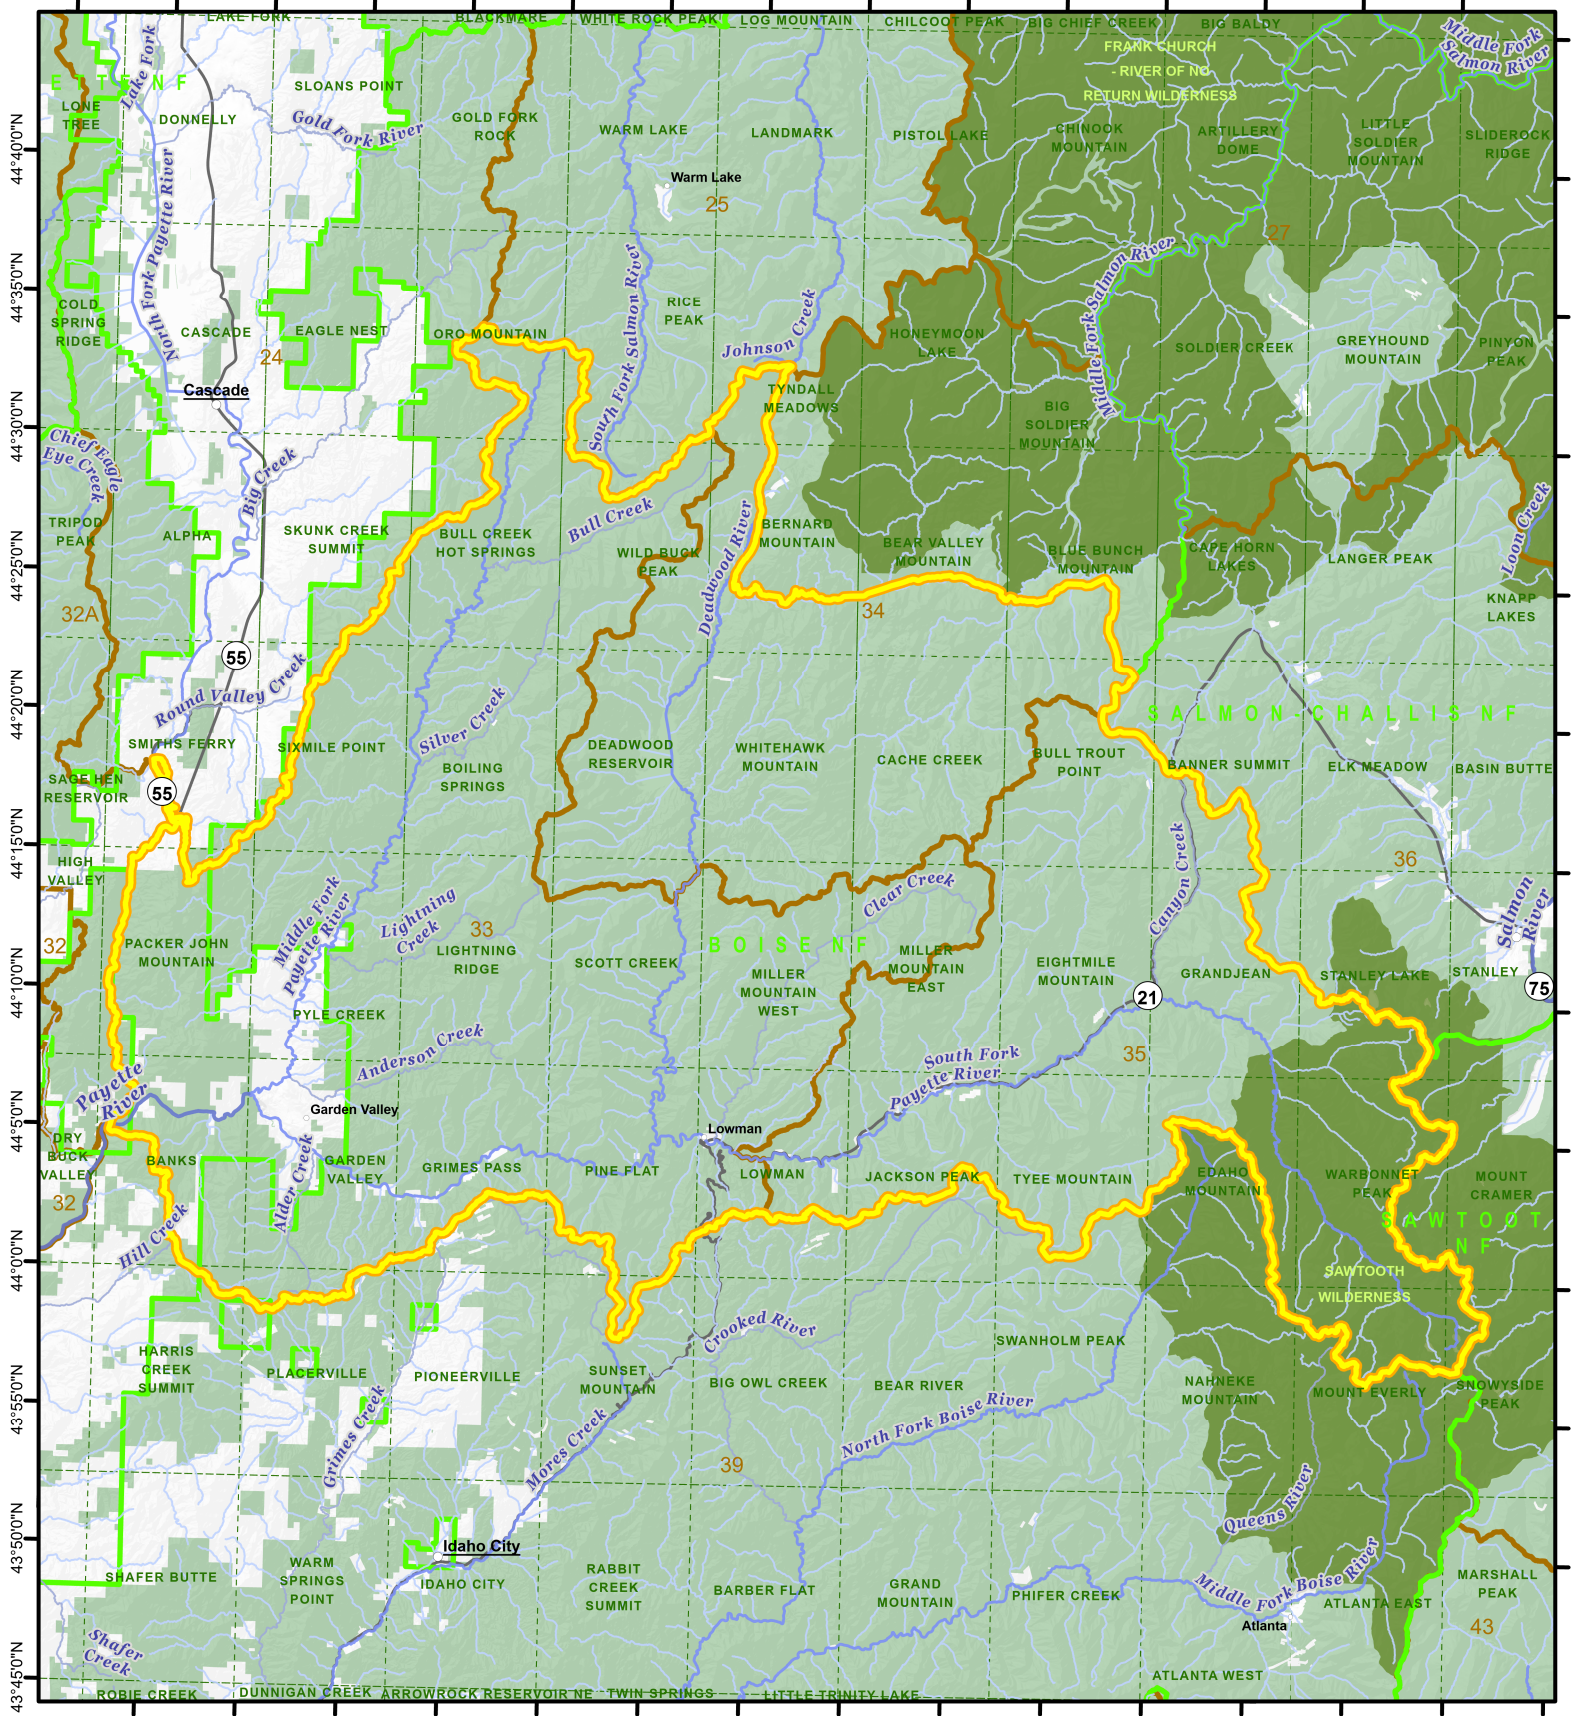 LAKE FORK
BLACKMARE
WHITE ROCK PEAK
LOG MOUNTAIN
CHILCOOT PEAK
BIG CHIEF CREEK
BIG BALDY
Middle Fork
Salmon River
FRANK CHURCH
- RIVER OF NO
RETURN WILDERNESS
ETTE NF
Lake Fork
SLOANS POINT
LONE
TREE
DONNELLY
Gold Fork River
GOLD FORK
ROCK
WARM LAKE
LANDMARK
PISTOL LAKE
CHINOOK
MOUNTAIN
ARTILLERY
DOME
LITTLE
SOLDIER
MOUNTAIN
SLIDEROCK
RIDGE
44°40'0"N
Warm Lake
25
27
North Fork Payette River
South Fork Salmon River
Middle Fork Salmon River
Middle Fork
44°35'0"N
COLD
SPRING
RIDGE
CASCADE
EAGLE NEST
ORO MOUNTAIN
RICE
PEAK
Johnson Creek
HONEYMOON
LAKE
SOLDIER CREEK
GREYHOUND
MOUNTAIN
PINYON
PEAK
24
Cascade
TYNDALL
MEADOWS
BIG
SOLDIER
MOUNTAIN
44°30'0"N
Chief Eagle
Eye Creek
Big Creek
TRIPOD
PEAK
ALPHA
SKUNK CREEK
SUMMIT
BULL CREEK
HOT SPRINGS
Bull Creek
WILD BUCK
PEAK
Deadwood River
BERNARD
MOUNTAIN
BEAR VALLEY
MOUNTAIN
BLUE BUNCH
MOUNTAIN
CAPE HORN
LAKES
LANGER PEAK
Loon Creek
44°25'0"N
KNAPP
LAKES
32A
34
55
Round Valley Creek
Silver Creek
44°20'0"N
SALMON-CHALLIS NF
SMITHS FERRY
SIXMILE POINT
BOILING
SPRINGS
DEADWOOD
RESERVOIR
WHITEHAWK
MOUNTAIN
CACHE CREEK
BULL TROUT
POINT
BANNER SUMMIT
ELK MEADOW
BASIN BUTTE
SAGE HEN
RESERVOIR
55
44°15'0"N
HIGH
VALLEY
36
Canyon Creek
Clear Creek
Salmon
River
Middle Fork
Payette River
Lightning
Creek
33
32
PACKER JOHN
MOUNTAIN
LIGHTNING
RIDGE
SCOTT CREEK
BOISE NF
MILLER
MOUNTAIN
WEST
MILLER
MOUNTAIN
EAST
EIGHTMILE
MOUNTAIN
GRANDJEAN
STANLEY LAKE
STANLEY
44°10'0"N
21
75
PYLE CREEK
Anderson Creek
South Fork
Payette River
35
Payette
River
Garden Valley
Lowman
44°5'0"N
DRY
BUCK
VALLEY
BANKS
Alder Creek
GARDEN
VALLEY
GRIMES PASS
PINE FLAT
LOWMAN
JACKSON PEAK
TYEE MOUNTAIN
EDAHO
MOUNTAIN
WARBONNET
PEAK
MOUNT
CRAMER
32
SAWTOOT
NF
Hill Creek
44°0'0"N
SAWTOOTH
WILDERNESS
HARRIS
CREEK
SUMMIT
PLACERVILLE
PIONEERVILLE
SUNSET
MOUNTAIN
Crooked River
BIG OWL CREEK
BEAR RIVER
SWANHOLM PEAK
NAHNEKE
MOUNTAIN
MOUNT EVERLY
SNOWYSIDE
PEAK
43°55'0"N
Grimes Creek
Mores Creek
North Fork Boise River
39
Queens River
43°50'0"N
Idaho City
SHAFER BUTTE
WARM
SPRINGS
POINT
IDAHO CITY
RABBIT
CREEK
SUMMIT
BARBER FLAT
GRAND
MOUNTAIN
PHIFER CREEK
Middle Fork Boise River
ATLANTA EAST
MARSHALL
PEAK
Atlanta
43
Shafer
Creek
43°45'0"N
ROBIE CREEK
DUNNIGAN CREEK
ARROWROCK RESERVOIR NE
TWIN SPRINGS
LITTLE TRINITY LAKE
ATLANTA WEST